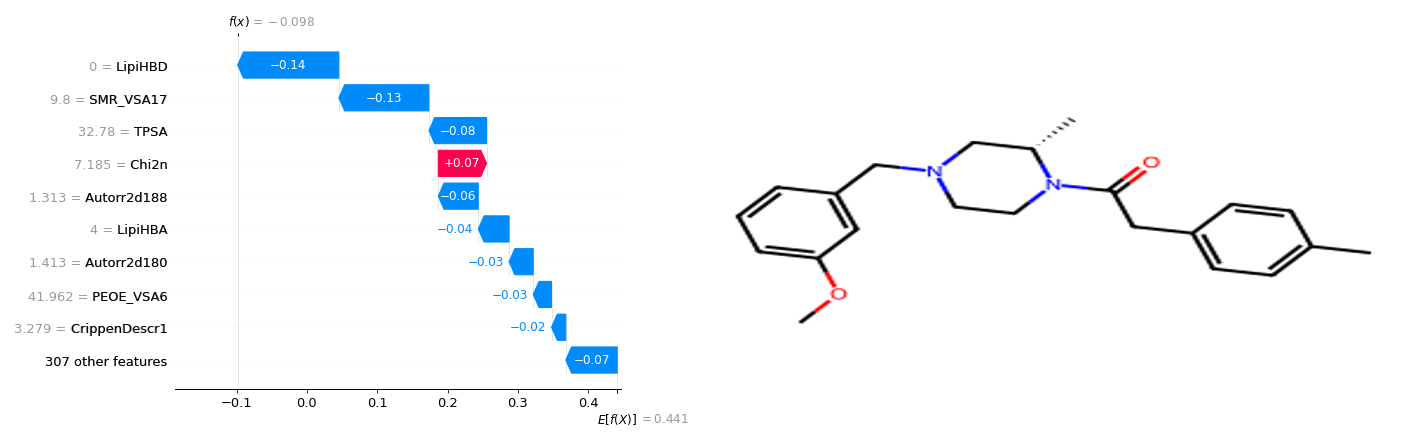 f(x) = −0.098
0 = LipiHBD −0.14
9.8 = SMR_VSA17 −0.13
32.78 = TPSA −0.08
7.185 = Chi2n +0.07
1.313 = Autorr2d188 −0.06
4 = LipiHBA −0.04
1.413 = Autorr2d180 −0.03
41.962 = PEOE_VSA6 −0.03
3.279 = CrippenDescr1 −0.02
307 other features −0.07
−0.1 0.0 0.1 0.2 0.3 0.4
E[f(X)] = 0.441
N
N
O
O